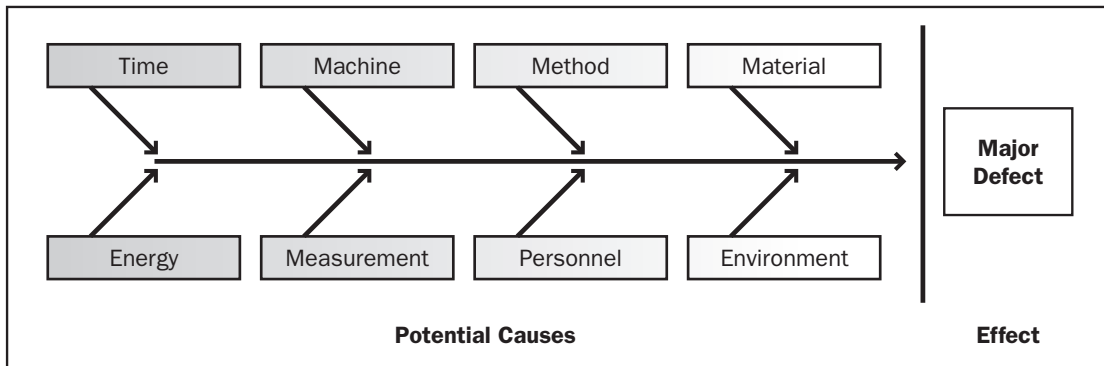 Time
Machine
Method
Material
Major
Defect
Energy
Measurement
Personnel
Environment
Potential Causes
Effect